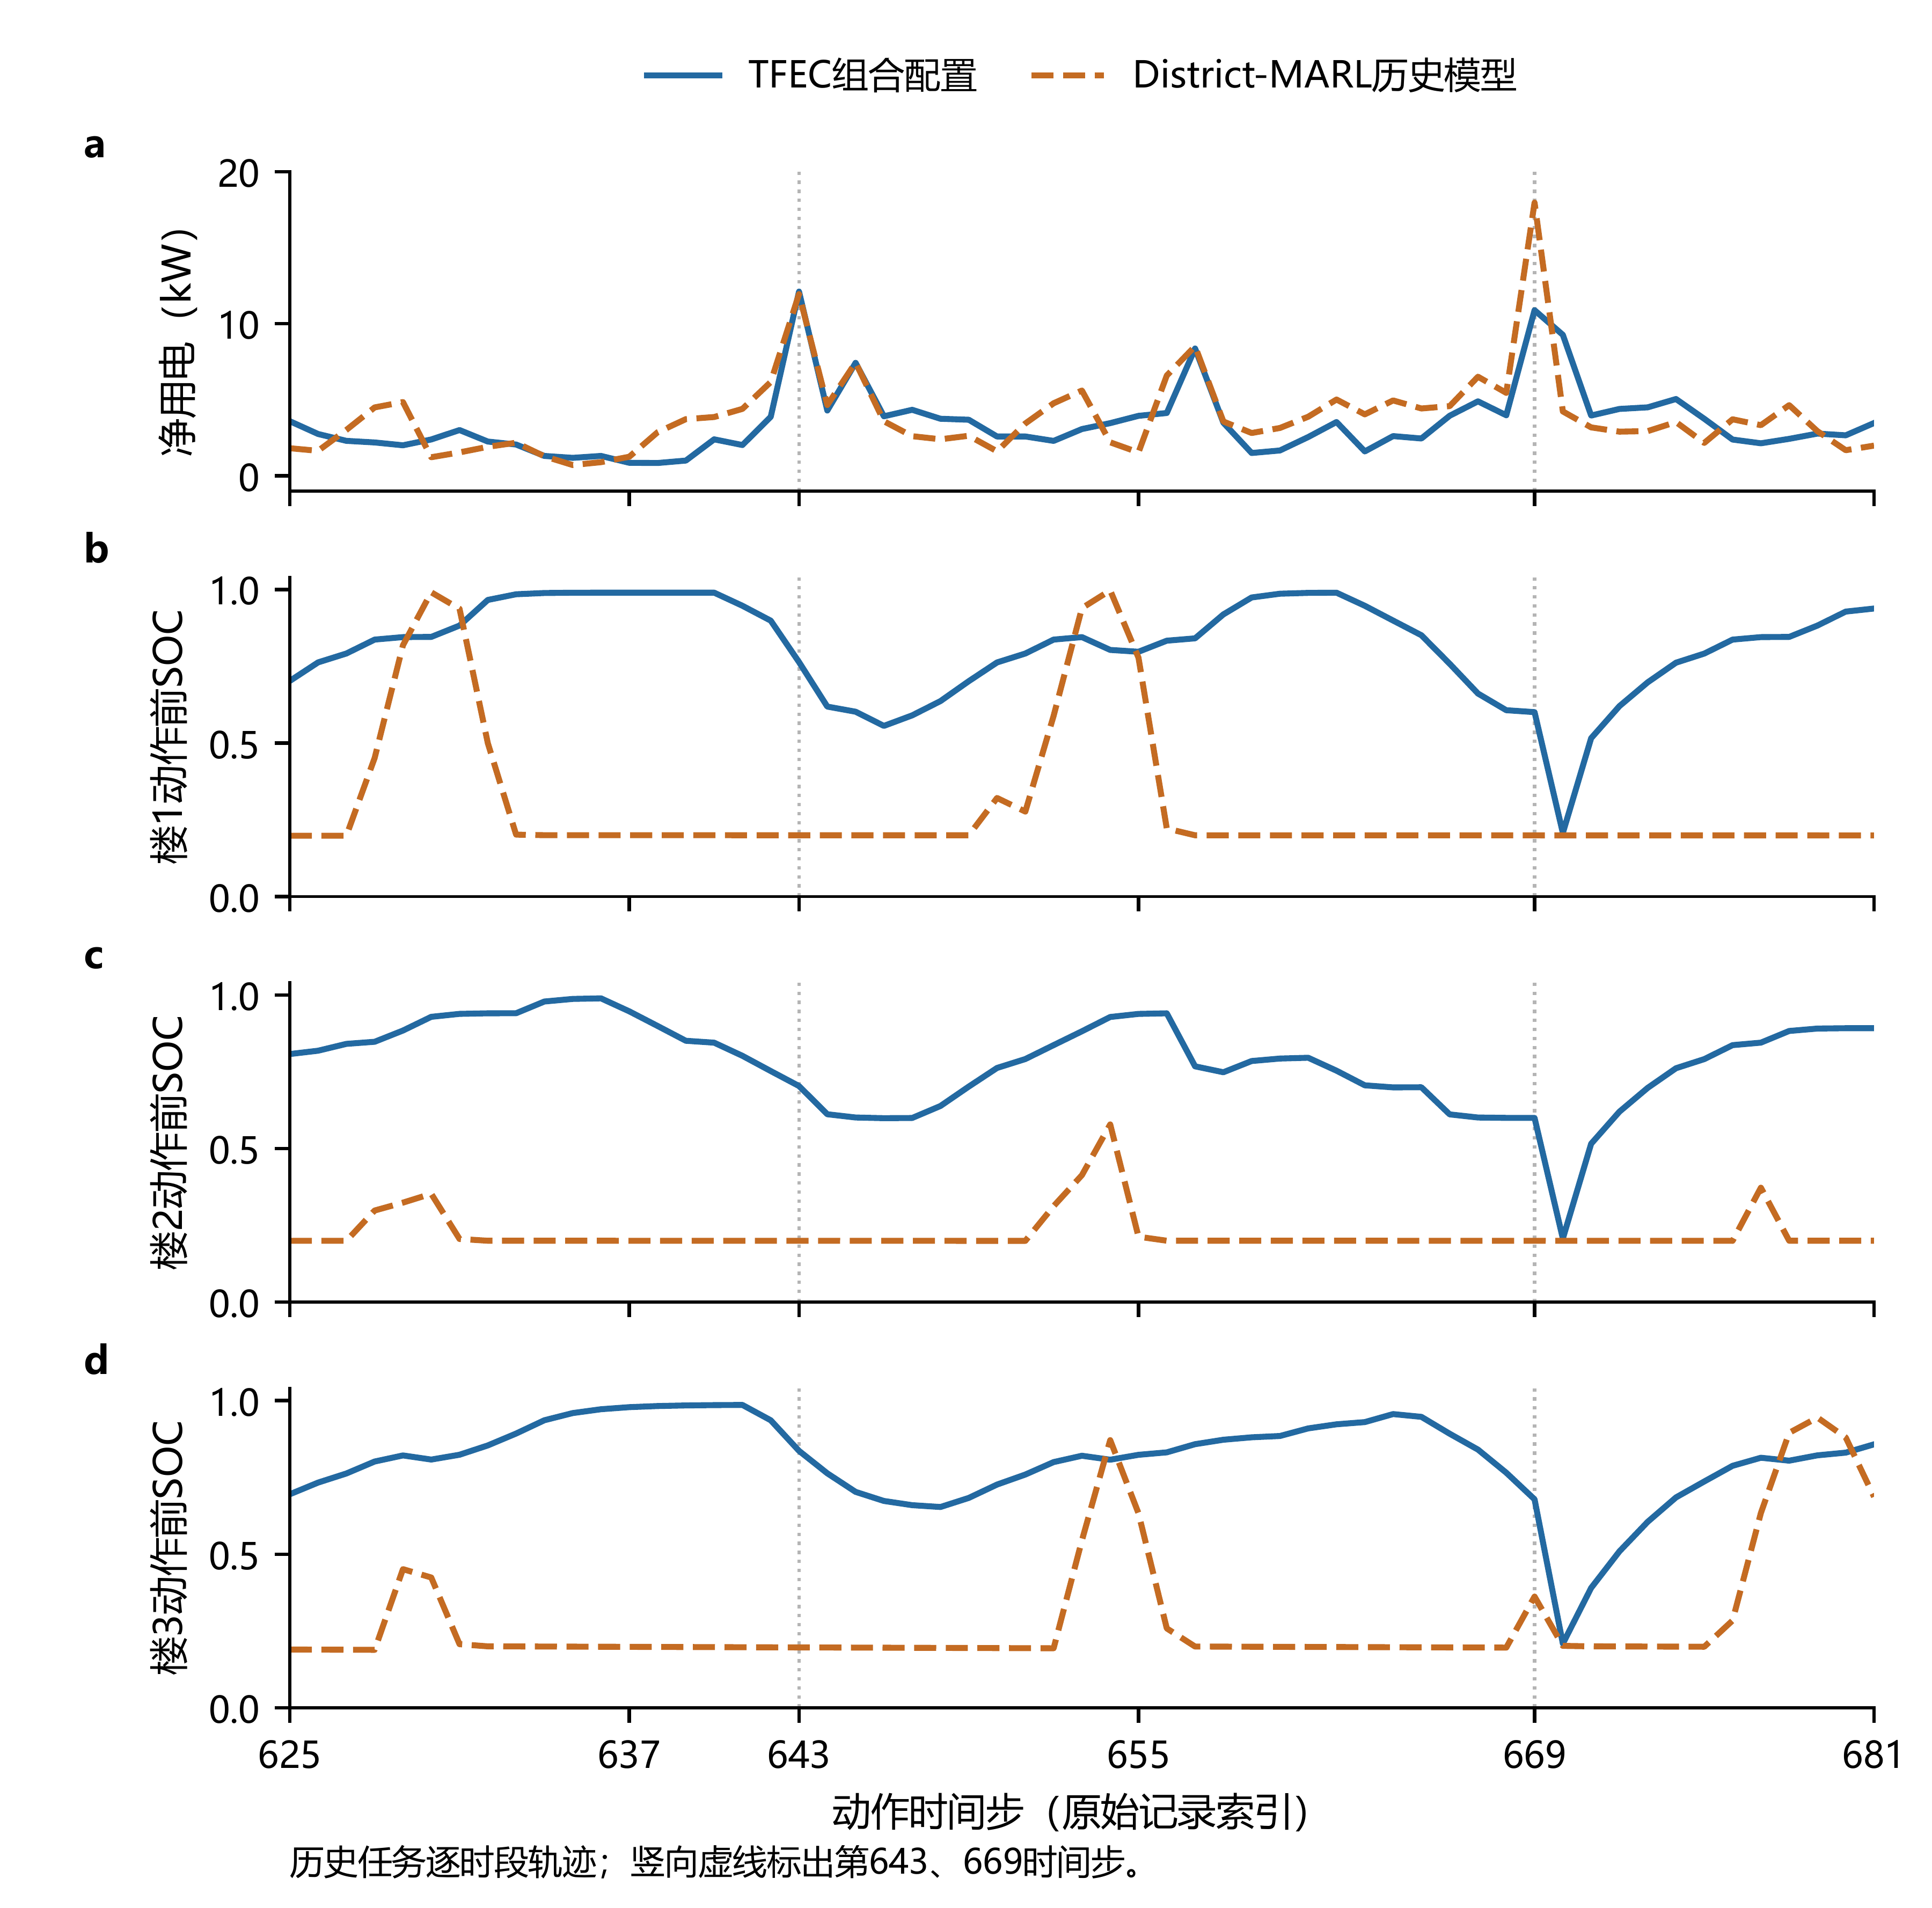 TFEC组合配置 District-MARL历史模型
a
20
10
0
净用电（kW）
b
1.0
0.5
0.0
楼1动作前SOC
c
1.0
0.5
0.0
楼2动作前SOC
d
1.0
0.5
0.0
楼3动作前SOC
625 637 643 655 669 681
动作时间步（原始记录索引）
历史任务逐时段轨迹；竖向虚线标出第643、669时间步。